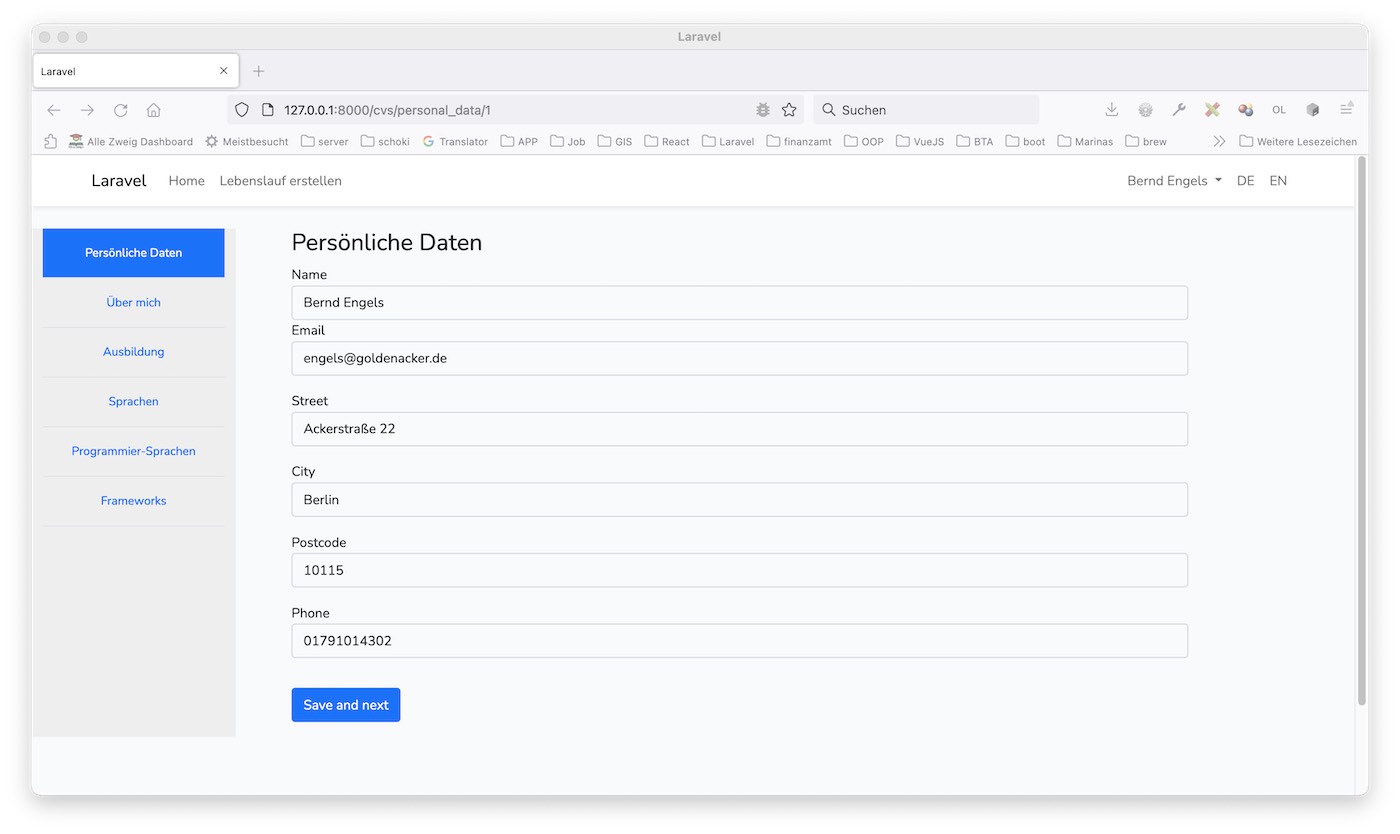 Laravel
Laravel
127.0.0.1:8000/cvs/personal_data/1
Suchen
OL
Alle Zweig Dashboard Meistbesucht server schoki Translator APP Job GIS React Laravel finanzamt OOP VueJS BTA boot Marinas brew Weitere Lesezeichen
Laravel Home Lebenslauf erstellen Bernd Engels DE EN
Persönliche Daten
Über mich
Ausbildung
Sprachen
Programmier-Sprachen
Frameworks
Persönliche Daten
Name
Bernd Engels
Email
engels@goldenacker.de
Street
Ackerstraße 22
City
Berlin
Postcode
10115
Phone
01791014302
Save and next